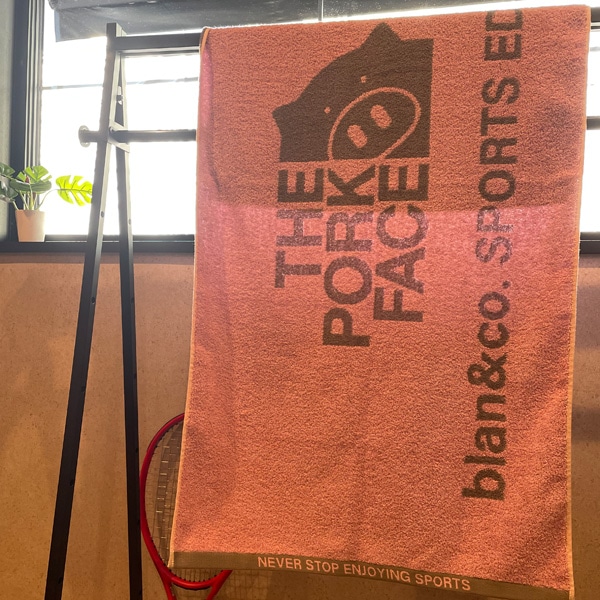 THE
PORK
FACE
blan&co. SPORTS ED
NEVER STOP ENJOYING SPORTS